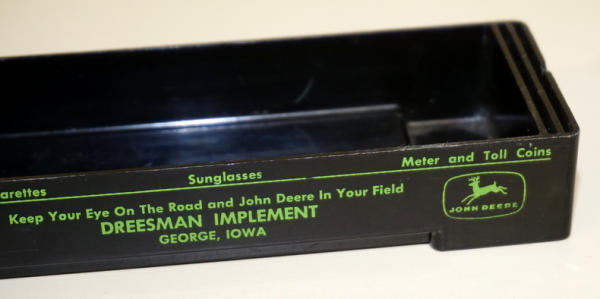 arettes Sunglasses Meter and Toll Coins
Keep Your Eye On The Road and John Deere In Your Field
DREESMAN IMPLEMENT
GEORGE, IOWA
JOHN DEERE